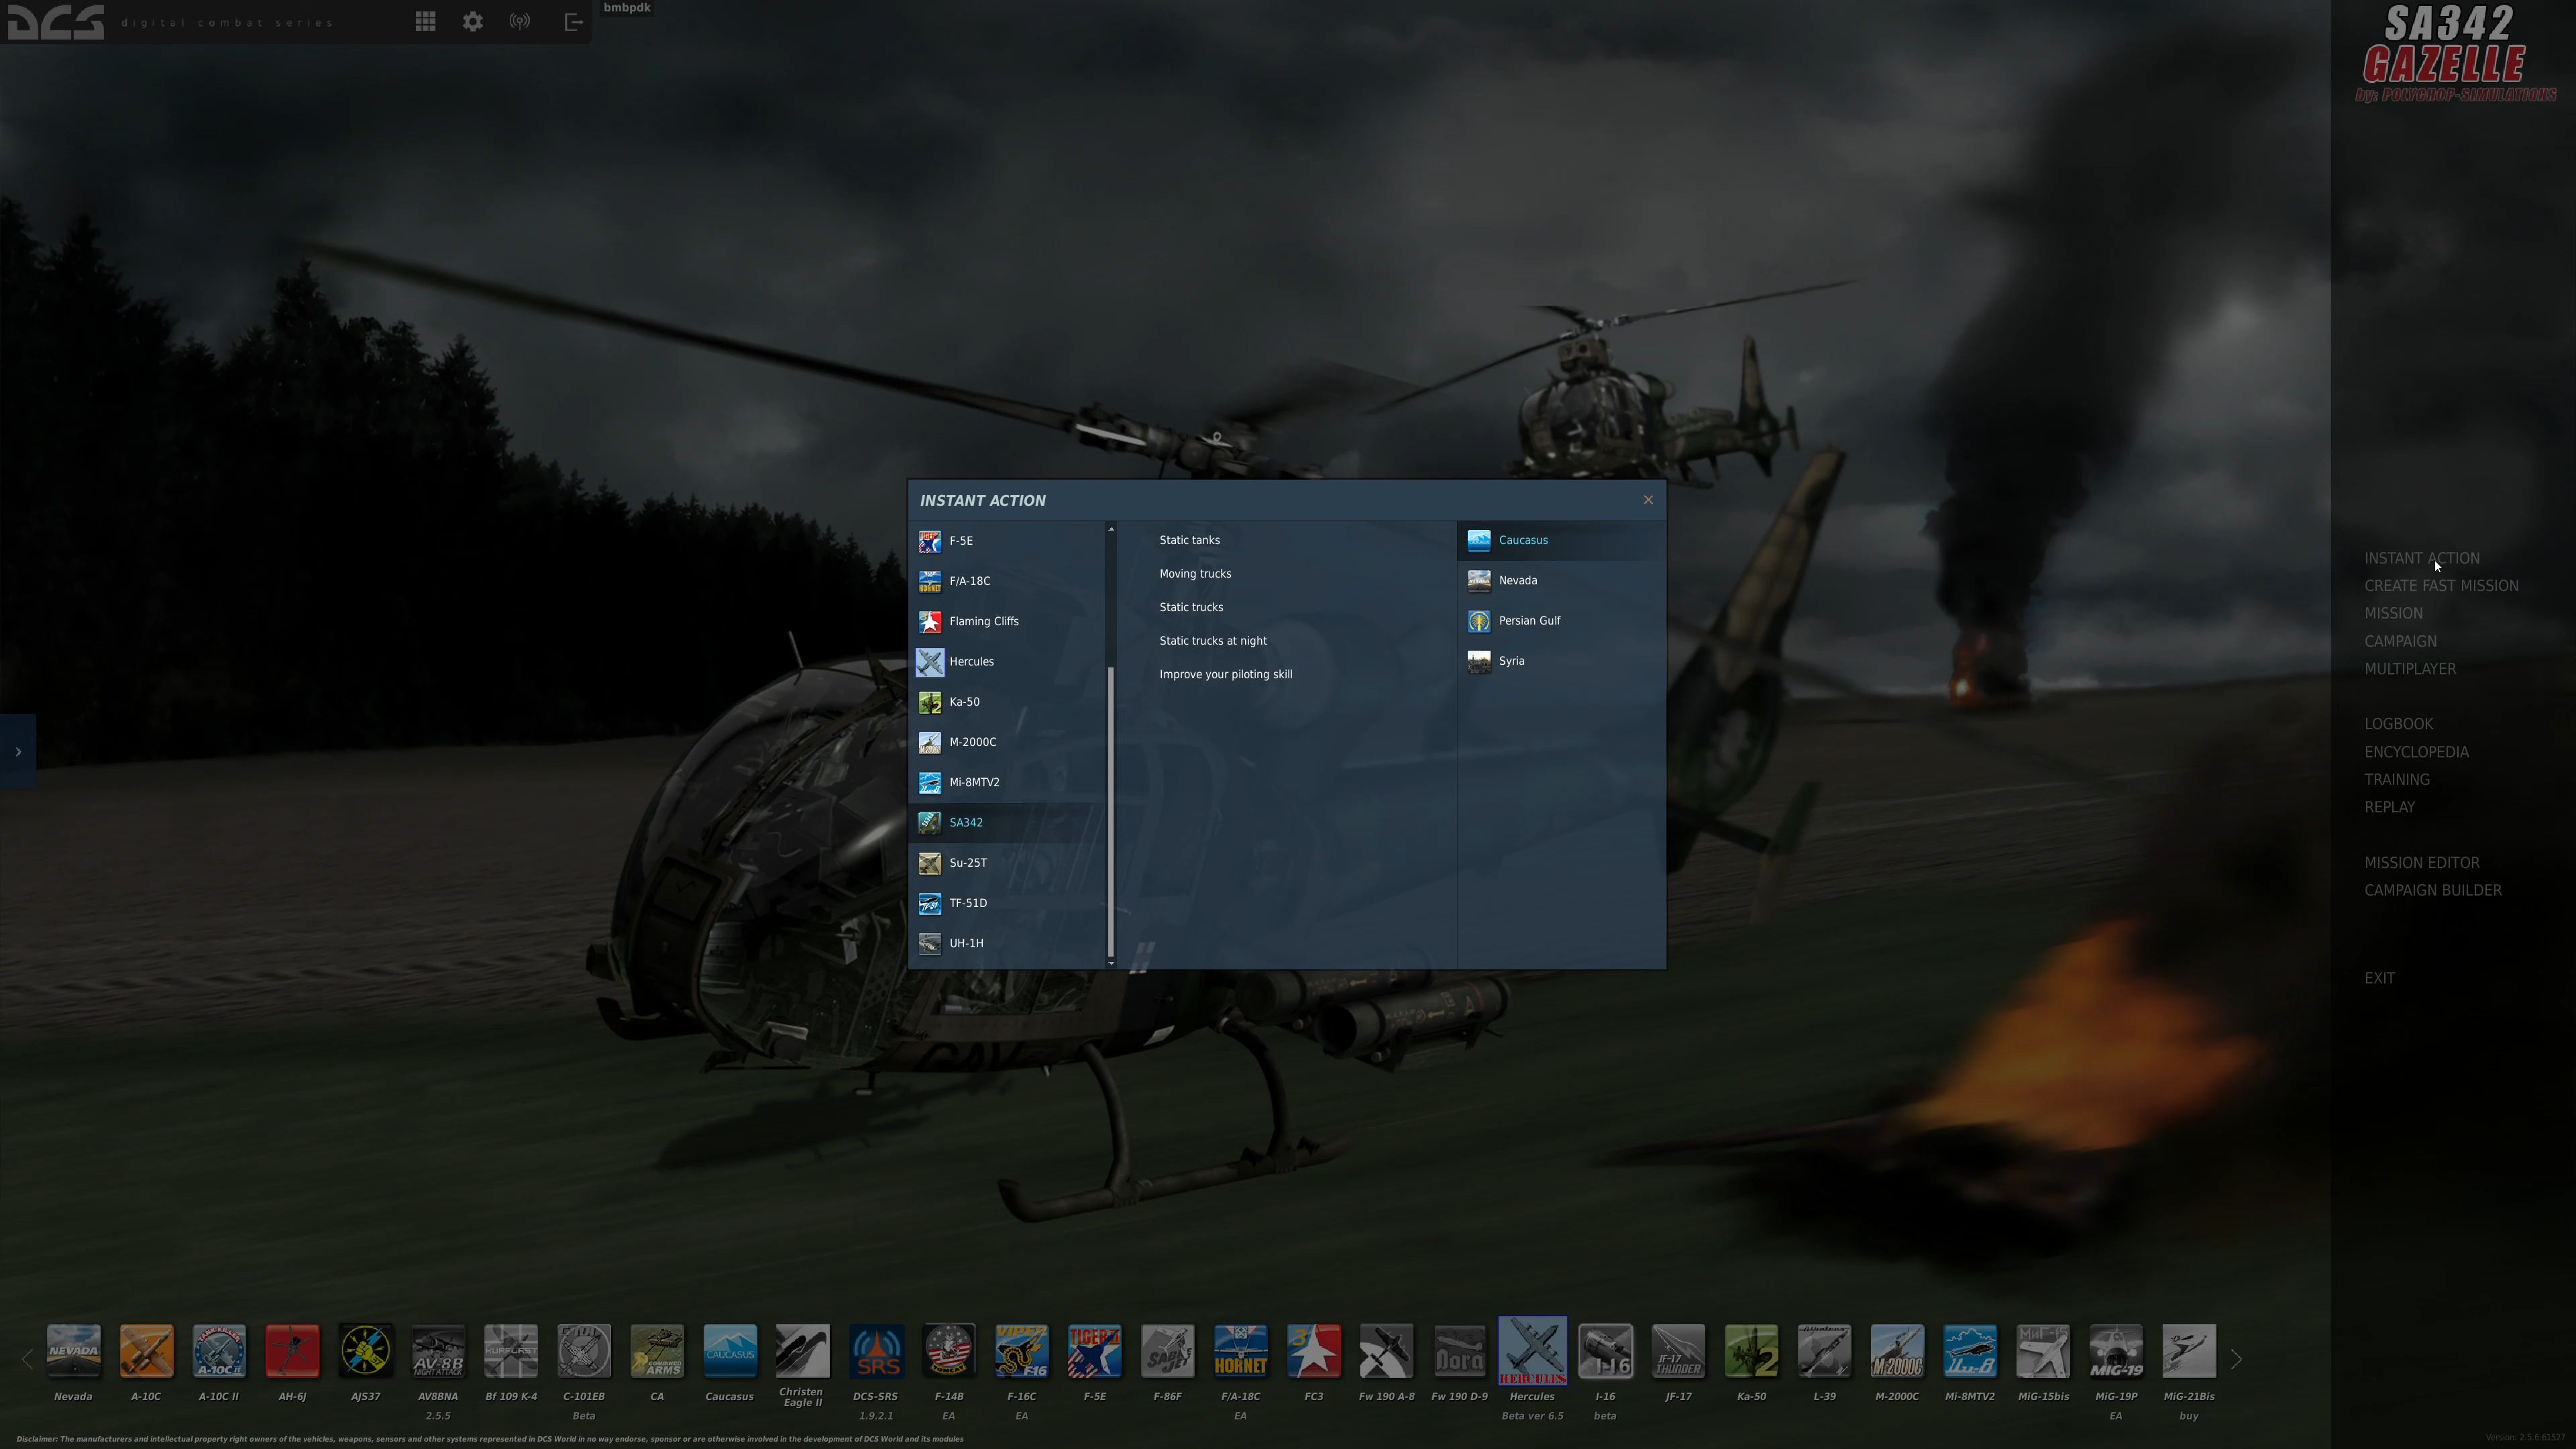 DCS digital combat series
bmbpdk
SA342
GAZELLE
by: POLYCHOP-SIMULATIONS
INSTANT ACTION
F-5E
F/A-18C
Flaming Cliffs
Hercules
Ka-50
M-2000C
Mi-8MTV2
SA342
Su-25T
TF-51D
UH-1H
Static tanks
Moving trucks
Static trucks
Static trucks at night
Improve your piloting skill
Caucasus
Nevada
Persian Gulf
Syria
INSTANT ACTION
CREATE FAST MISSION
MISSION
CAMPAIGN
MULTIPLAYER
LOGBOOK
ENCYCLOPEDIA
TRAINING
REPLAY
MISSION EDITOR
CAMPAIGN BUILDER
EXIT
Nevada A-10C A-10C II AH-6J AJS37 AV8BNA Bf 109 K-4 C-101EB CA Caucasus Christen Eagle II DCS-SRS F-14B F-16C F-5E F-86F F/A-18C FC3 Fw 190 A-8 Fw 190 D-9 Hercules I-16 JF-17 Ka-50 L-39 M-2000C Mi-8MTV2 MiG-15bis MiG-19P MiG-21Bis
2.5.5 Beta 1.9.2.1 EA EA EA Beta ver 6.5 beta EA buy
Disclaimer: The manufacturers and intellectual property right owners of the vehicles, weapons, sensors and other systems represented in DCS World in no way endorse, sponsor or are otherwise involved in the development of DCS World and its modules
Version: 2.5.6.61527